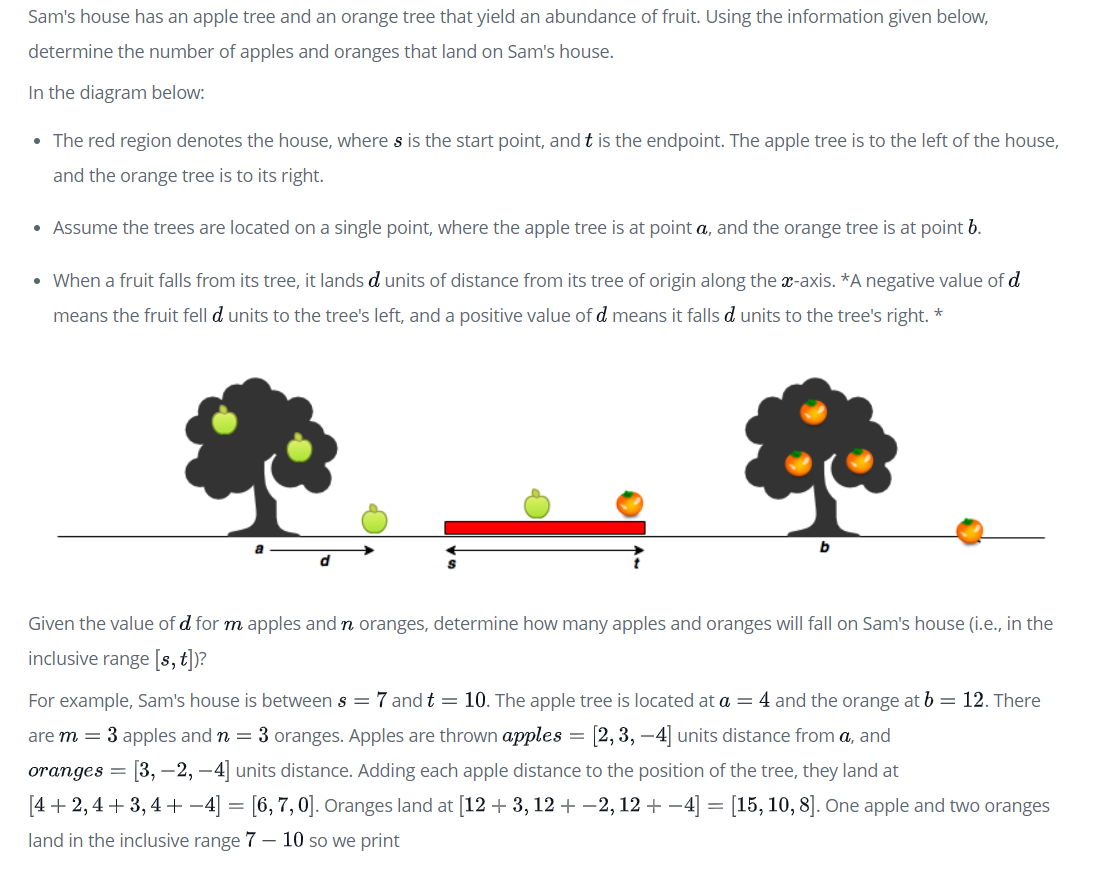 Sam's house has an apple tree and an orange tree that yield an abundance of fruit. Using the information given below,
determine the number of apples and oranges that land on Sam's house.
In the diagram below:
• The red region denotes the house, where s is the start point, and t is the endpoint. The apple tree is to the left of the house,
and the orange tree is to its right.
• Assume the trees are located on a single point, where the apple tree is at point a, and the orange tree is at point b.
• When a fruit falls from its tree, it lands d units of distance from its tree of origin along the x-axis. *A negative value of d
means the fruit fell d units to the tree's left, and a positive value of d means it falls d units to the tree's right. *
a
d
s
t
b
Given the value of d for m apples and n oranges, determine how many apples and oranges will fall on Sam's house (i.e., in the
inclusive range [s, t])?
For example, Sam's house is between s = 7 and t = 10. The apple tree is located at a = 4 and the orange at b = 12. There
are m = 3 apples and n = 3 oranges. Apples are thrown apples = [2, 3, −4] units distance from a, and
oranges = [3, −2, −4] units distance. Adding each apple distance to the position of the tree, they land at
[4 + 2, 4 + 3, 4 + −4] = [6, 7, 0]. Oranges land at [12 + 3, 12 + −2, 12 + −4] = [15, 10, 8]. One apple and two oranges
land in the inclusive range 7 − 10 so we print